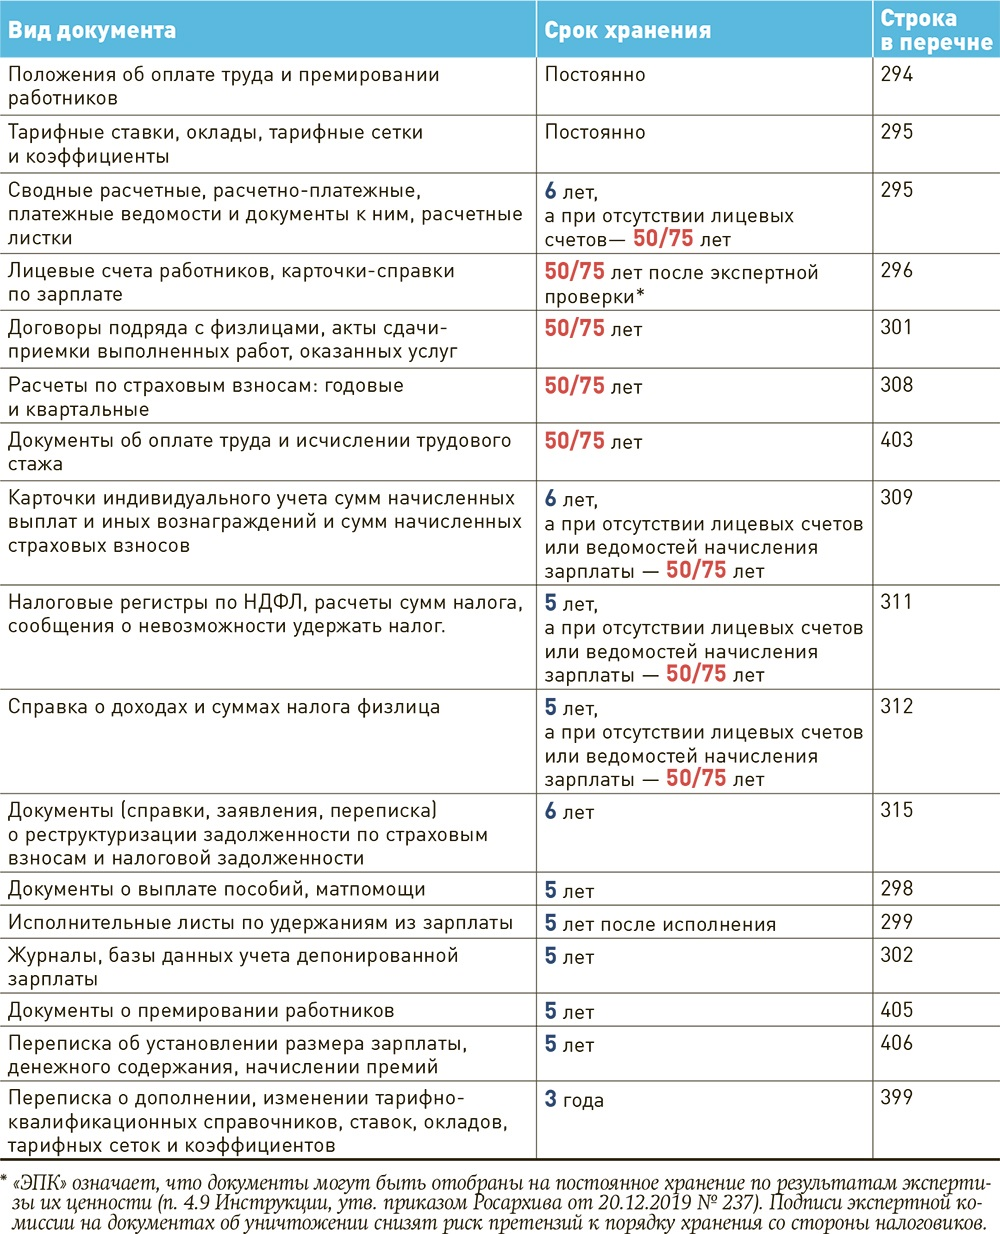 Вид документа
Срок хранения
Строка
в перечне
Положения об оплате труда и премировании
работников
Постоянно
294
Тарифные ставки, оклады, тарифные сетки
и коэффициенты
Постоянно
295
Сводные расчетные, расчетно-платежные,
платежные ведомости и документы к ним, расчетные
листки
6 лет,
а при отсутствии лицевых
счетов— 50/75 лет
295
Лицевые счета работников, карточки-справки
по зарплате
50/75 лет после экспертной
проверки*
296
Договоры подряда с физлицами, акты сдачи-
приемки выполненных работ, оказанных услуг
50/75 лет
301
Расчеты по страховым взносам: годовые
и квартальные
50/75 лет
308
Документы об оплате труда и исчислении трудового
стажа
50/75 лет
403
Карточки индивидуального учета сумм начисленных
выплат и иных вознаграждений и сумм начисленных
страховых взносов
6 лет,
а при отсутствии лицевых счетов
или ведомостей начисления
зарплаты — 50/75 лет
309
Налоговые регистры по НДФЛ, расчеты сумм налога,
сообщения о невозможности удержать налог.
5 лет,
а при отсутствии лицевых счетов
или ведомостей начисления
зарплаты — 50/75 лет
311
Справка о доходах и суммах налога физлица
5 лет,
а при отсутствии лицевых счетов
или ведомостей начисления
зарплаты — 50/75 лет
312
Документы (справки, заявления, переписка)
о реструктуризации задолженности по страховым
взносам и налоговой задолженности
6 лет
315
Документы о выплате пособий, матпомощи
5 лет
298
Исполнительные листы по удержаниям из зарплаты
5 лет после исполнения
299
Журналы, базы данных учета депонированной
зарплаты
5 лет
302
Документы о премировании работников
5 лет
405
Переписка об установлении размера зарплаты,
денежного содержания, начислении премий
5 лет
406
Переписка о дополнении, изменении тарифно-
квалификационных справочников, ставок, окладов,
тарифных сеток и коэффициентов
3 года
399
* «ЭПК» означает, что документы могут быть отобраны на постоянное хранение по результатам эксперти-
зы их ценности (п. 4.9 Инструкции, утв. приказом Росархива от 20.12.2019 № 237). Подписи экспертной ко-
миссии на документах об уничтожении снизят риск претензий к порядку хранения со стороны налоговиков.